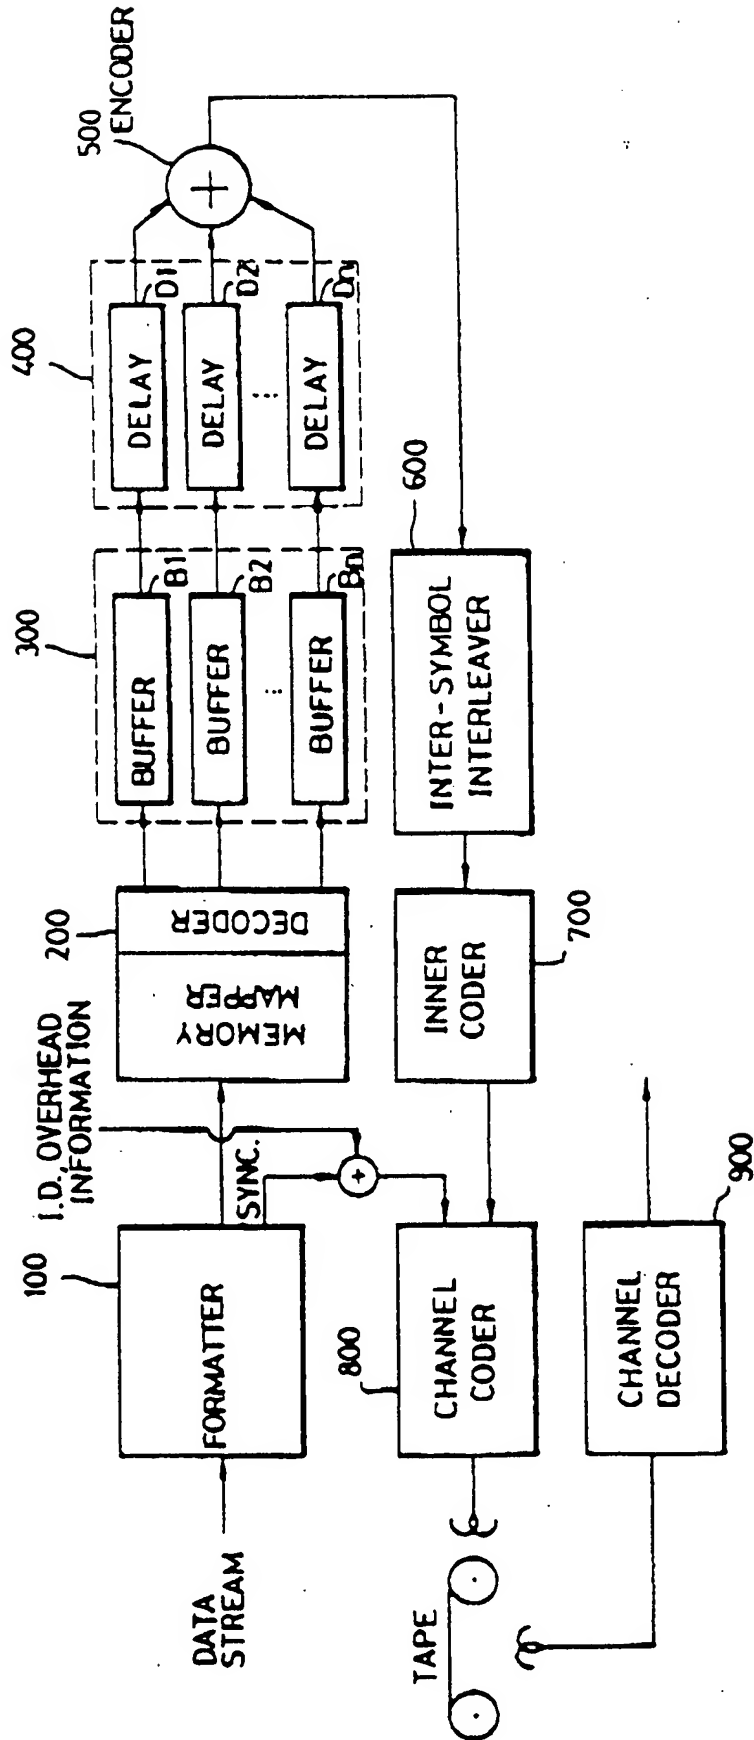 DATA
STREAM
100
FORMATTER
I.D., OVERHEAD
INFORMATION
SYNC.
+
200
MEMORY
MAPPER
DECODER
300
BUFFER
B1
BUFFER
B2
...
BUFFER
Bn
400
DELAY
D1
DELAY
D2
...
DELAY
Dn
500
ENCODER
+
600
INTER-SYMBOL
INTERLEAVER
700
INNER
CODER
800
CHANNEL
CODER
TAPE
900
CHANNEL
DECODER